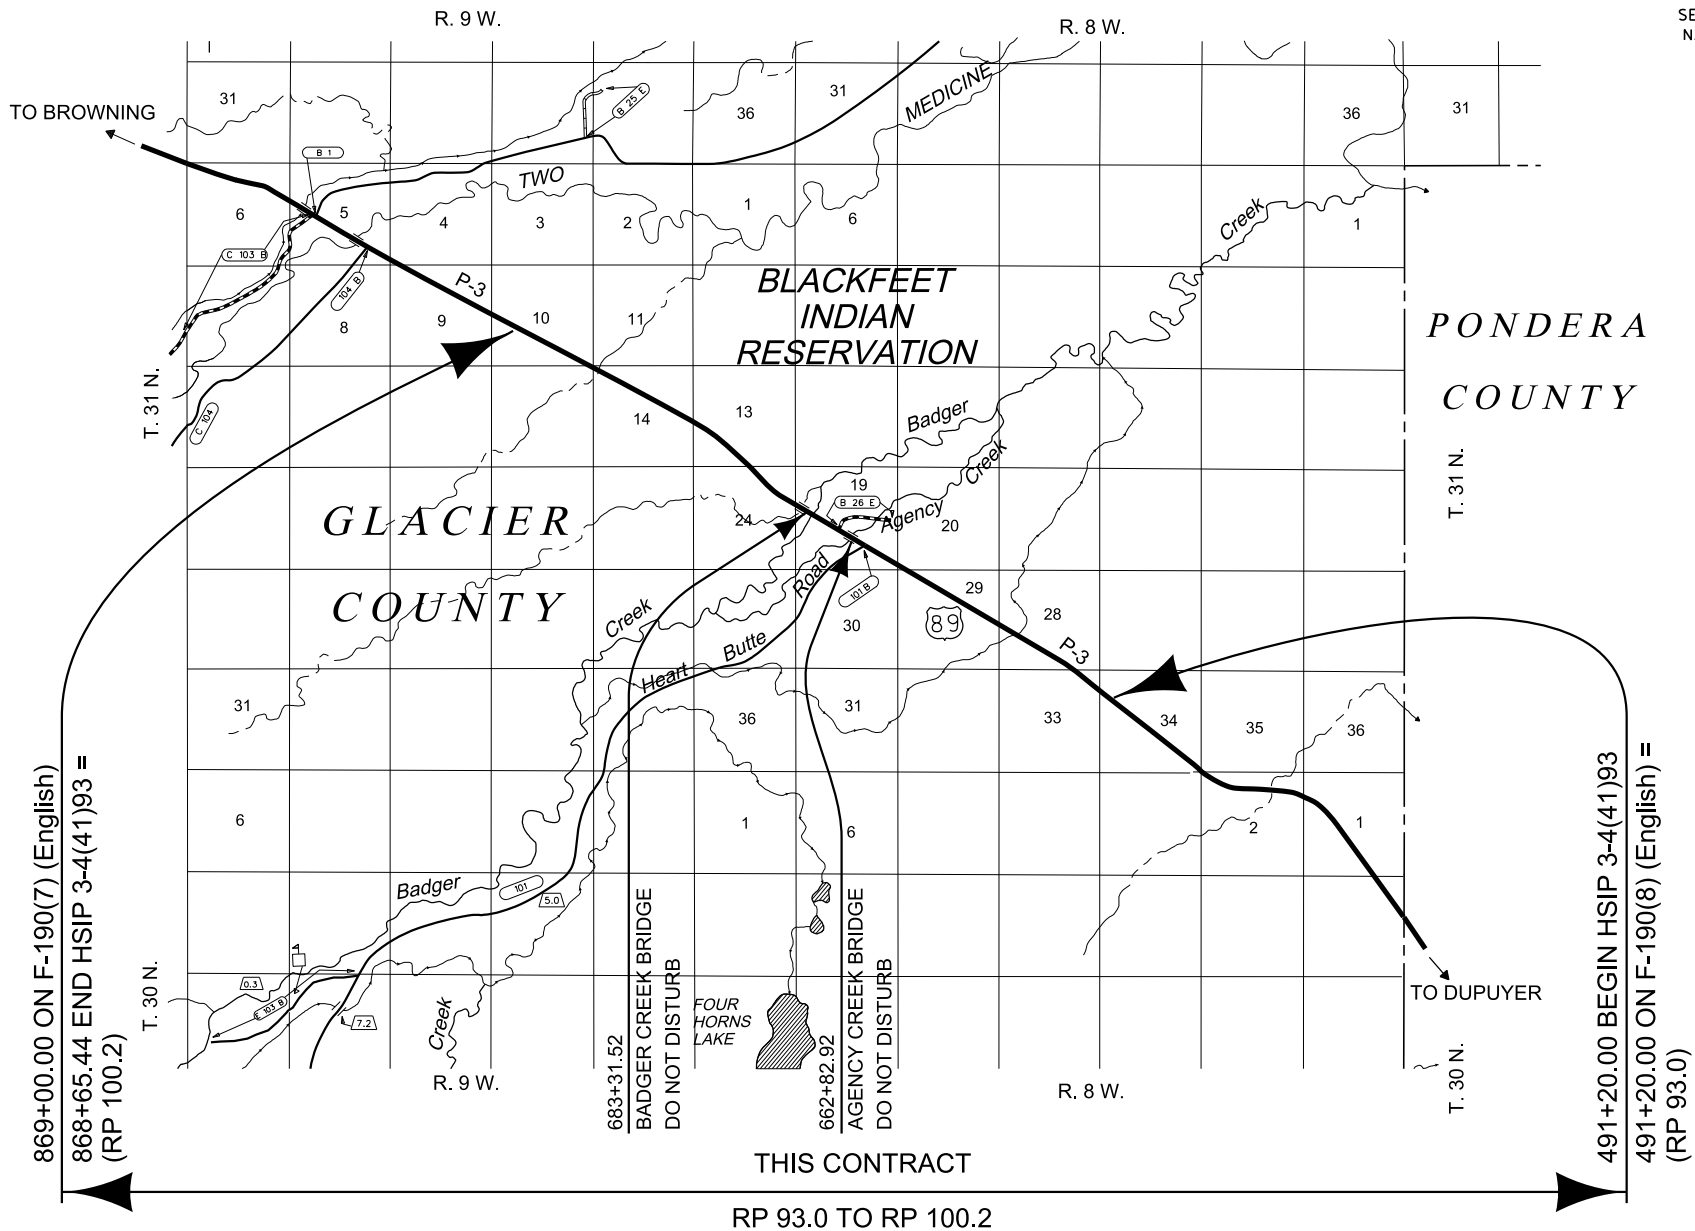 R. 9 W.
R. 8 W.
SE
N
TO BROWNING
31
36
31
36
31
B 25 E
MEDICINE
B 1
TWO
6
5
4
3
2
1
6
1
Creek
C 103 B
104 B
P-3
BLACKFEET
INDIAN
RESERVATION
8
9
10
11
PONDERA
COUNTY
T. 31 N.
C 104
14
13
Badger
Creek
T. 31 N.
GLACIER
COUNTY
24
19
B 26 E
Agency
20
Road
101 B
29
28
30
89
Creek
Butte
Heart
P-3
31
36
31
33
34
35
36
6
1
6
2
1
Badger
101
5.0
T. 30 N.
0.3
E 103 B
7.2
Creek
FOUR
HORNS
LAKE
TO DUPUYER
T. 30 N.
R. 9 W.
R. 8 W.
869+00.00 ON F-190(7) (English)
868+65.44 END HSIP 3-4(41)93 =
(RP 100.2)
683+31.52
BADGER CREEK BRIDGE
DO NOT DISTURB
662+82.92
AGENCY CREEK BRIDGE
DO NOT DISTURB
491+20.00 BEGIN HSIP 3-4(41)93
491+20.00 ON F-190(8) (English) =
(RP 93.0)
THIS CONTRACT
RP 93.0 TO RP 100.2